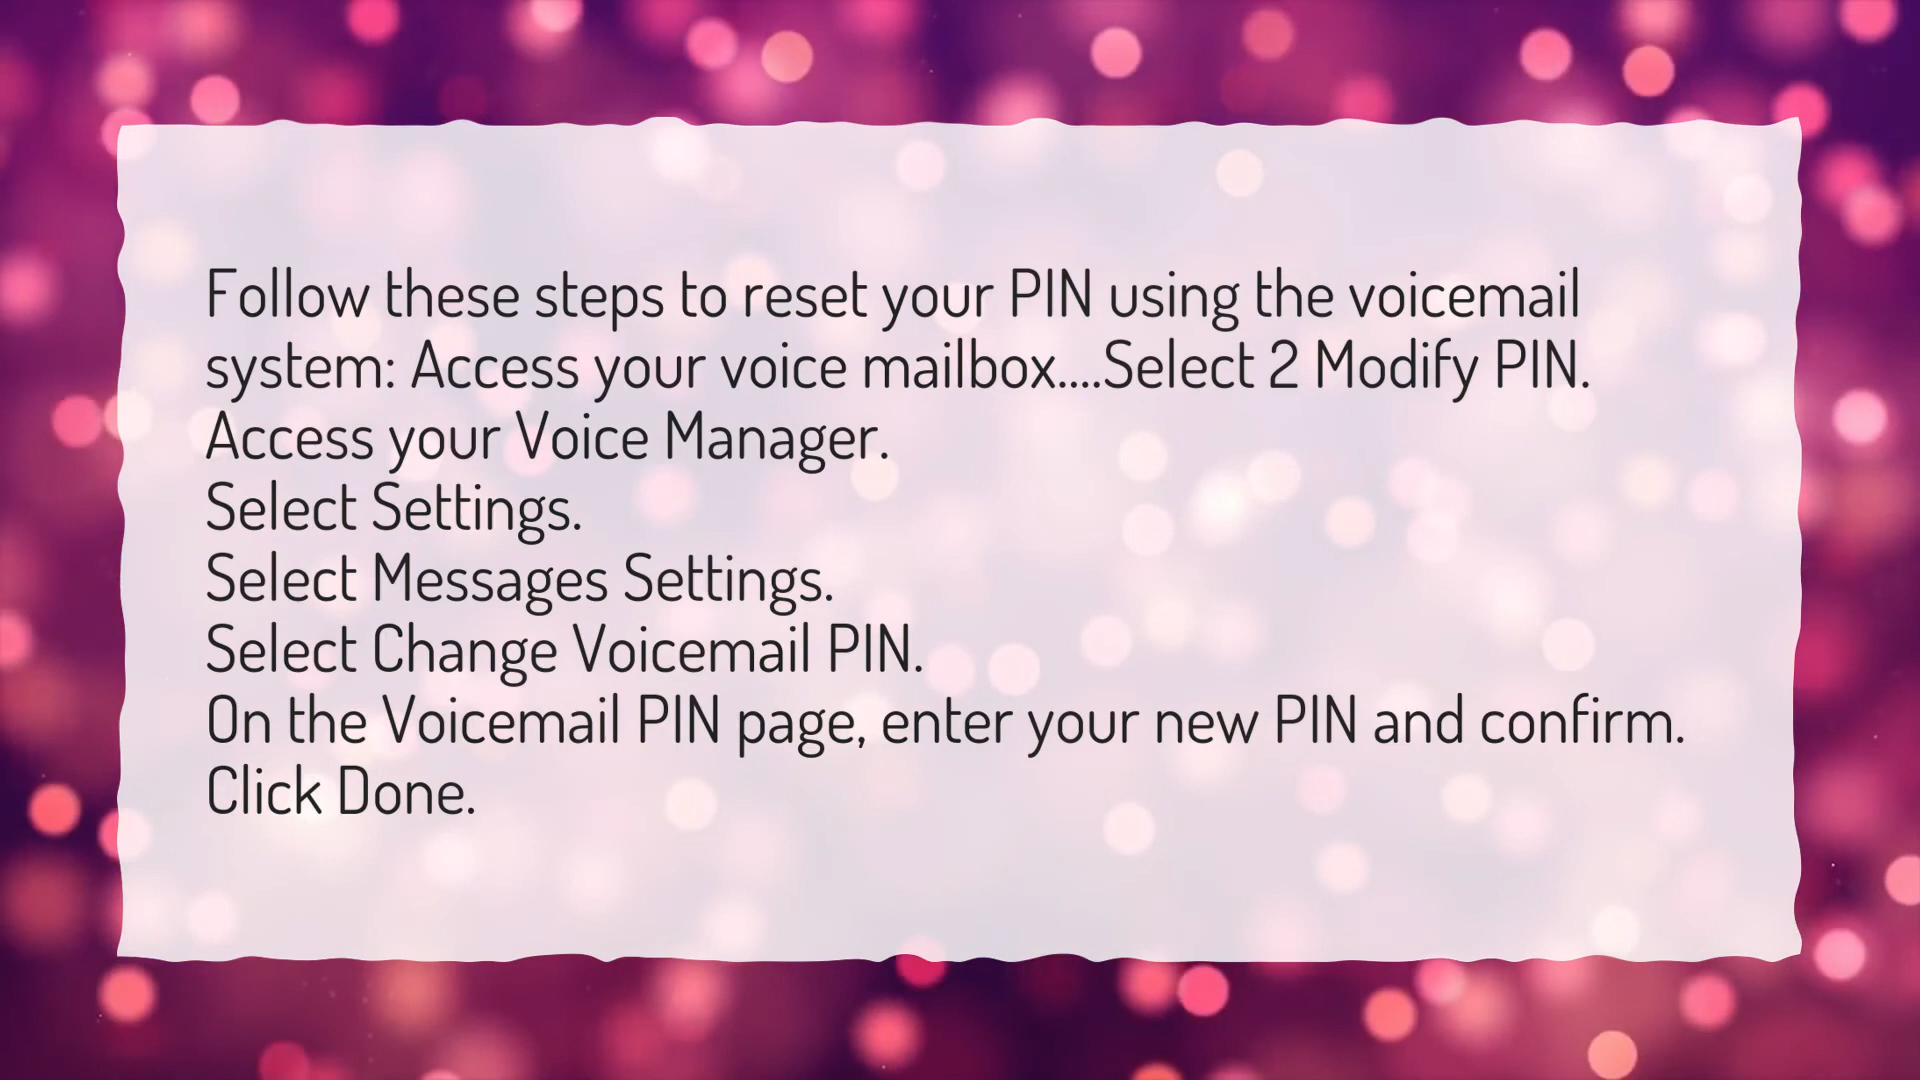 Follow these steps to reset your PIN using the voicemail
system: Access your voice mailbox....Select 2 Modify PIN.
Access your Voice Manager.
Select Settings.
Select Messages Settings.
Select Change Voicemail PIN.
On the Voicemail PIN page, enter your new PIN and confirm.
Click Done.